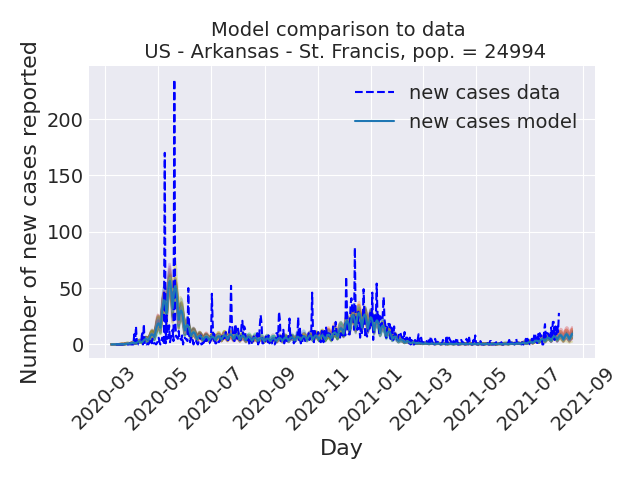 Model comparison to data
US - Arkansas - St. Francis, pop. = 24994
Number of new cases reported
new cases data
new cases model
200
150
100
50
0
2020-03
2020-05
2020-07
2020-09
2020-11
2021-01
2021-03
2021-05
2021-07
2021-09
Day